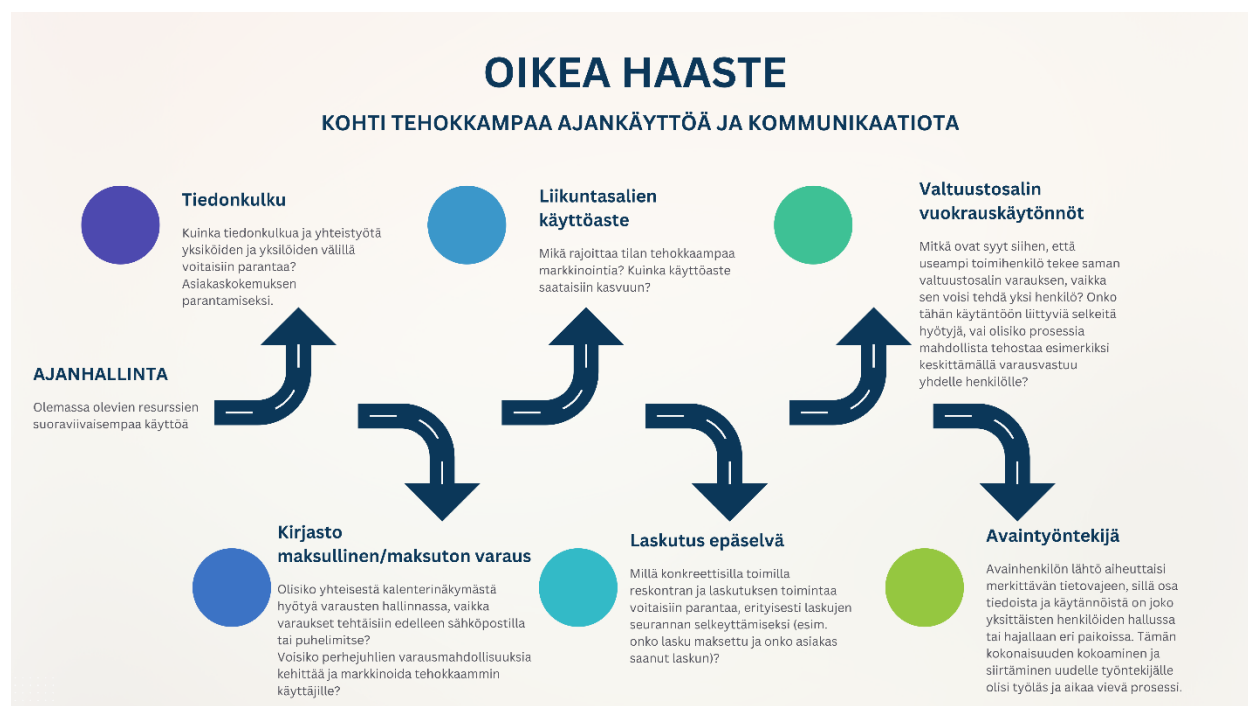 OIKEA HAASTE
KOHTI TEHOKKAMPAA AJANKÄYTTÖÄ JA KOMMUNIKAATIOTA
AJANHALLINTA
Olemassa olevien resurssien
suoraviivaisempaa käyttöä
Tiedonkulku
Kuinka tiedonkulkua ja yhteistyötä
yksiköiden ja yksilöiden välillä
voitaisiin parantaa?
Asiakaskokemuksen
parantamiseksi.
Kirjasto
maksullinen/maksuton varaus
Olisiko yhteisestä kalenterinäkymästä
hyötyä varausten hallinnassa, vaikka
varaukset tehtäisiin edelleen sähköpostilla
tai puhelimitse?
Voisiko perhejuhlien varausmahdollisuuksia
kehittää ja markkinoida tehokkaammin
käyttäjille?
Liikuntasalien
käyttöaste
Mikä rajoittaa tilan tehokkaampaa
markkinointia? Kuinka käyttöaste
saataisiin kasvuun?
Laskutus epäselvä
Millä konkreettisilla toimilla
reskontran ja laskutuksen toimintaa
voitaisiin parantaa, erityisesti laskujen
seurannan selkeyttämiseksi (esim.
onko lasku maksettu ja onko asiakas
saanut laskun)?
Valtuustosalin
vuokrauskäytönnöt
Mitkä ovat syyt siihen, että
useampi toimihenkilö tekee saman
valtuustosalin varauksen, vaikka
sen voisi tehdä yksi henkilö? Onko
tähän käytäntöön liittyviä selkeitä
hyötyjä, vai olisiko prosessia
mahdollista tehostaa esimerkiksi
keskittämällä varausvastuu
yhdelle henkilölle?
Avaintyöntekijä
Avainhenkilön lähtö aiheuttaisi
merkittävän tietovajeen, sillä osa
tiedoista ja käytännöistä on joko
yksittäisten henkilöiden hallussa
tai hajallaan eri paikoissa. Tämän
kokonaisuuden kokoaminen ja
siirtäminen uudelle työntekijälle
olisi työläs ja aikaa vievä prosessi.